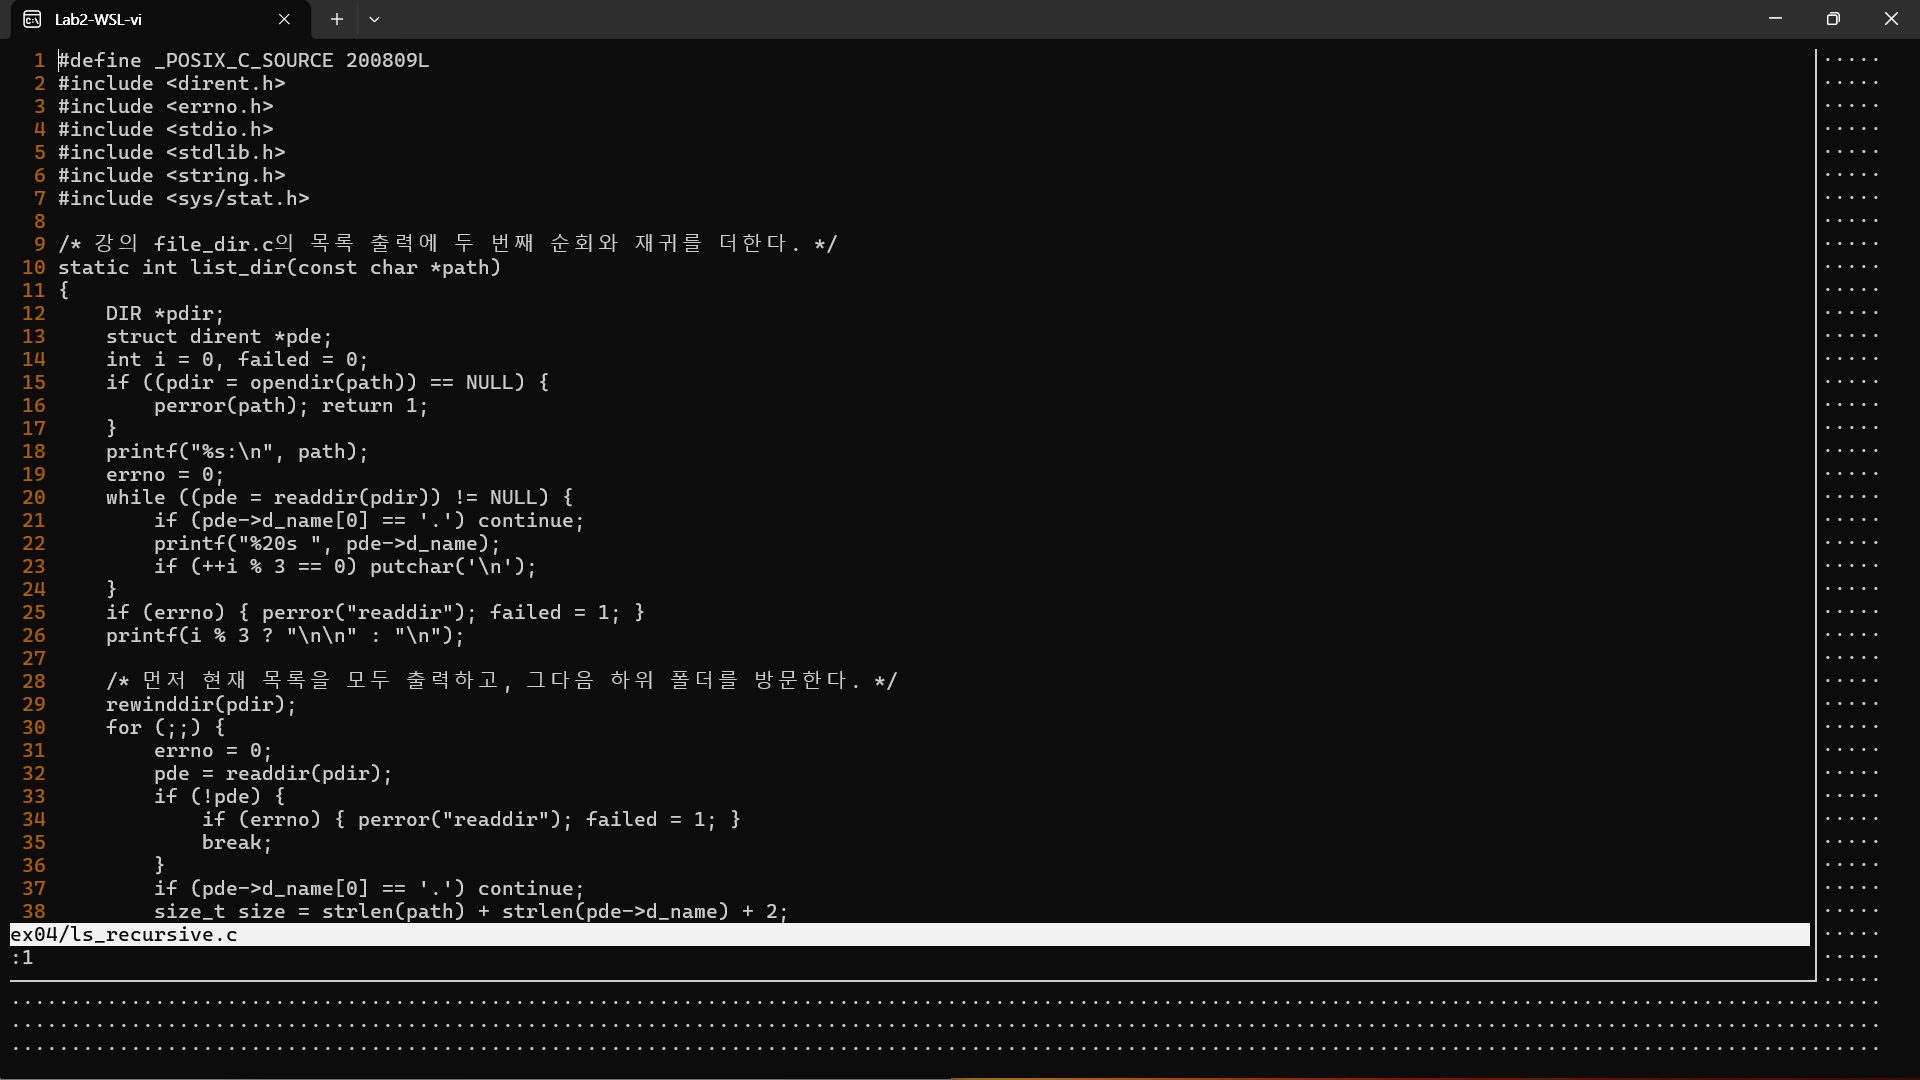 Lab2-WSL-vi
1 #define _POSIX_C_SOURCE 200809L
2 #include <dirent.h>
3 #include <errno.h>
4 #include <stdio.h>
5 #include <stdlib.h>
6 #include <string.h>
7 #include <sys/stat.h>
8
9 /* 강의 file_dir.c의 목록 출력에 두 번째 순회와 재귀를 더한다. */
10 static int list_dir(const char *path)
11 {
12     DIR *pdir;
13     struct dirent *pde;
14     int i = 0, failed = 0;
15     if ((pdir = opendir(path)) == NULL) {
16         perror(path); return 1;
17     }
18     printf("%s:\n", path);
19     errno = 0;
20     while ((pde = readdir(pdir)) != NULL) {
21         if (pde->d_name[0] == '.') continue;
22         printf("%20s ", pde->d_name);
23         if (++i % 3 == 0) putchar('\n');
24     }
25     if (errno) { perror("readdir"); failed = 1; }
26     printf(i % 3 ? "\n\n" : "\n");
27
28     /* 먼저 현재 목록을 모두 출력하고, 그다음 하위 폴더를 방문한다. */
29     rewinddir(pdir);
30     for (;;) {
31         errno = 0;
32         pde = readdir(pdir);
33         if (!pde) {
34             if (errno) { perror("readdir"); failed = 1; }
35             break;
36         }
37         if (pde->d_name[0] == '.') continue;
38         size_t size = strlen(path) + strlen(pde->d_name) + 2;
ex04/ls_recursive.c
:1